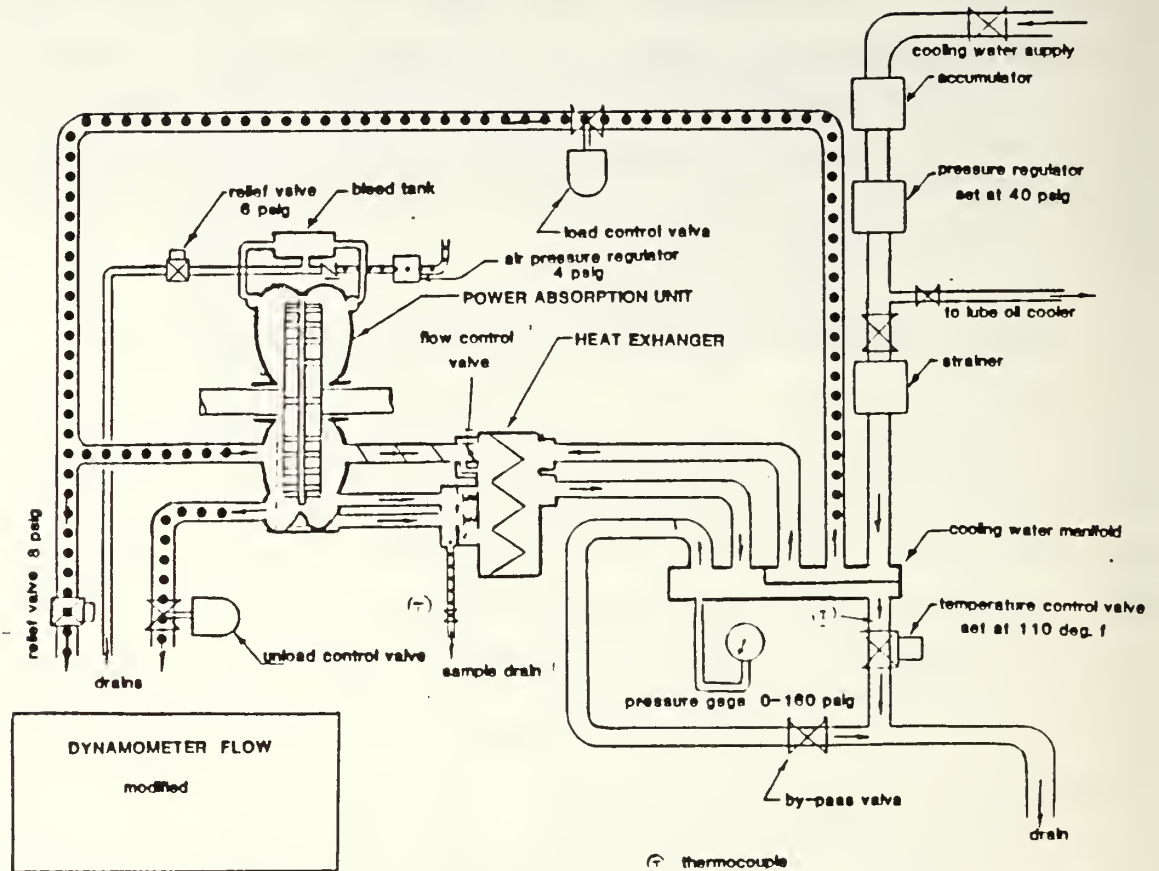 cooling water supply
accumulator
pressure regulator
set at 40 psig
relief valve
6 psig
bleed tank
load control valve
air pressure regulator
4 psig
POWER ABSORPTION UNIT
to lube oil cooler
flow control
valve
HEAT EXHANGER
strainer
cooling water manifold
relief valve 8 psig
(T)
(T)
temperature control valve
set at 110 deg. f
unload control valve
sample drain
drains
pressure gage 0-160 psig
DYNAMOMETER FLOW
modified
by-pass valve
drain
T thermocouple